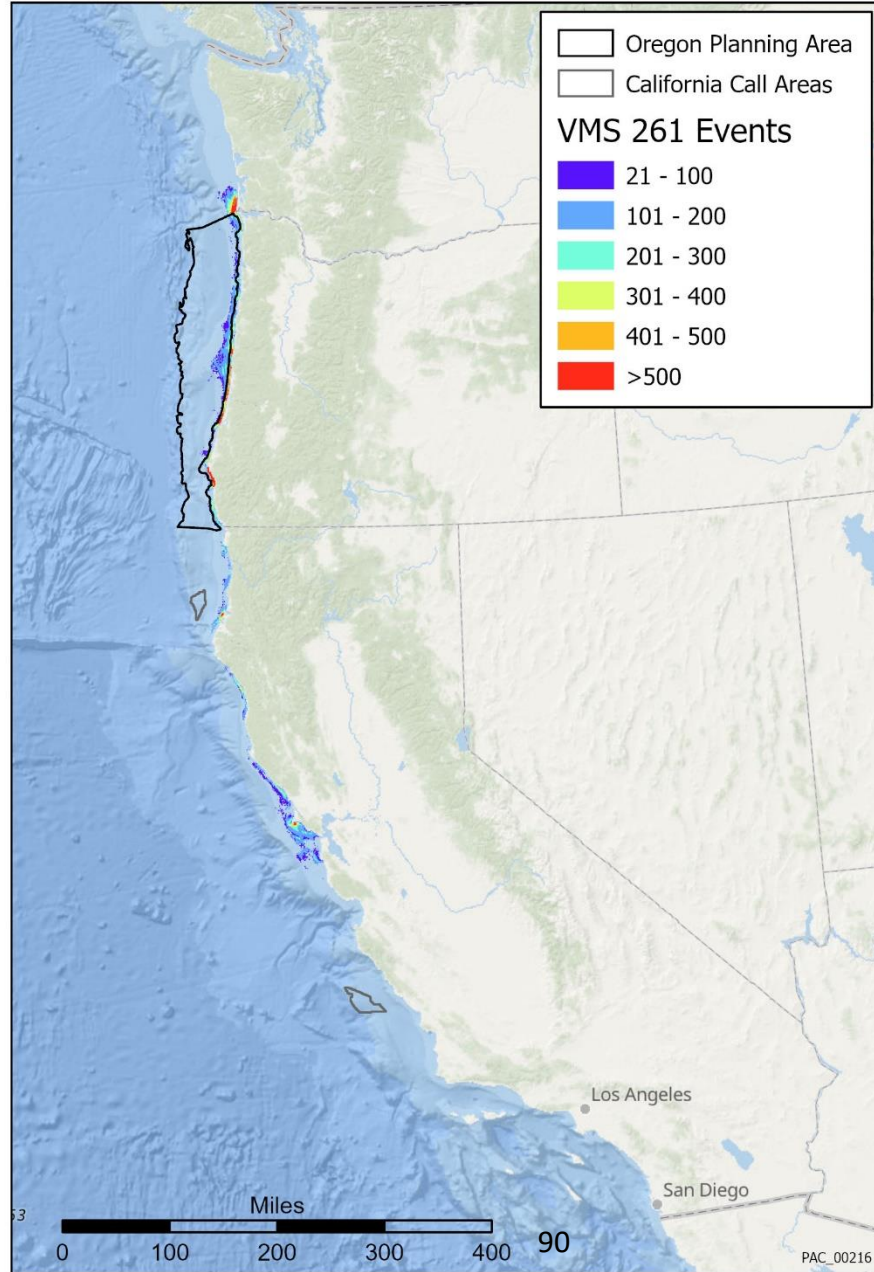 Oregon Planning Area
California Call Areas
VMS 261 Events
21 - 100
101 - 200
201 - 300
301 - 400
401 - 500
>500
Los Angeles
San Diego
Miles
0 100 200 300 400
90
53
PAC_00216